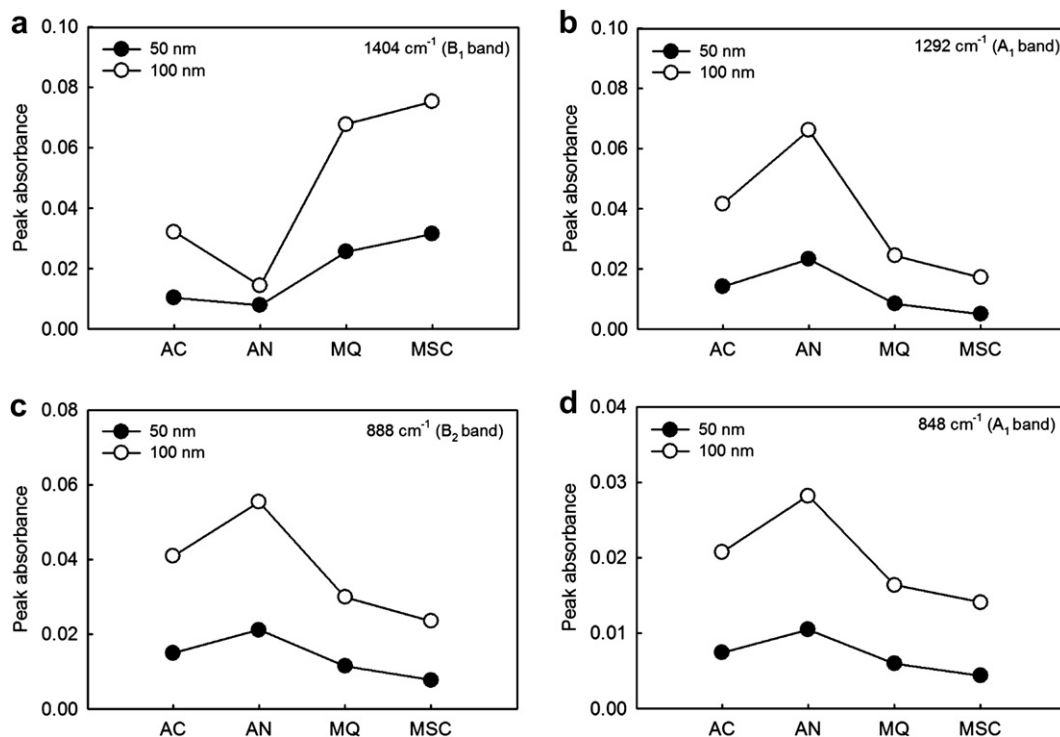 a
0.10
0.08
0.06
0.04
0.02
0.00
Peak absorbance
50 nm
100 nm
1404 cm⁻¹ (B₁ band)
AC AN MQ MSC
b
0.10
0.08
0.06
0.04
0.02
0.00
Peak absorbance
50 nm
100 nm
1292 cm⁻¹ (A₁ band)
AC AN MQ MSC
c
0.08
0.06
0.04
0.02
0.00
Peak absorbance
50 nm
100 nm
888 cm⁻¹ (B₂ band)
AC AN MQ MSC
d
0.04
0.03
0.02
0.01
0.00
Peak absorbance
50 nm
100 nm
848 cm⁻¹ (A₁ band)
AC AN MQ MSC